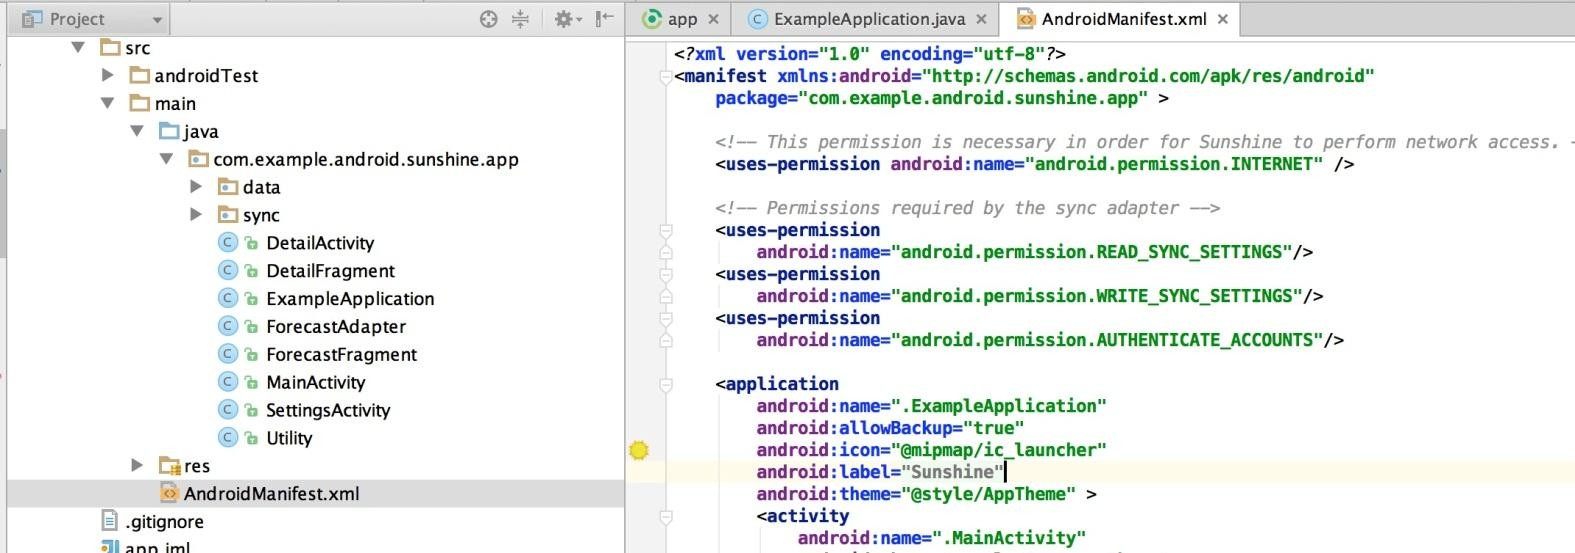 Project
app
ExampleApplication.java
AndroidManifest.xml
src
androidTest
main
java
com.example.android.sunshine.app
data
sync
DetailActivity
DetailFragment
ExampleApplication
ForecastAdapter
ForecastFragment
MainActivity
SettingsActivity
Utility
res
AndroidManifest.xml
.gitignore
app.iml
<?xml version="1.0" encoding="utf-8"?>
<manifest xmlns:android="http://schemas.android.com/apk/res/android"
package="com.example.android.sunshine.app" >
<!-- This permission is necessary in order for Sunshine to perform network access.
<uses-permission android:name="android.permission.INTERNET" />
<!-- Permissions required by the sync adapter -->
<uses-permission
android:name="android.permission.READ_SYNC_SETTINGS"/>
<uses-permission
android:name="android.permission.WRITE_SYNC_SETTINGS"/>
<uses-permission
android:name="android.permission.AUTHENTICATE_ACCOUNTS"/>
<application
android:name=".ExampleApplication"
android:allowBackup="true"
android:icon="@mipmap/ic_launcher"
android:label="Sunshine"
android:theme="@style/AppTheme" >
<activity
android:name=".MainActivity"